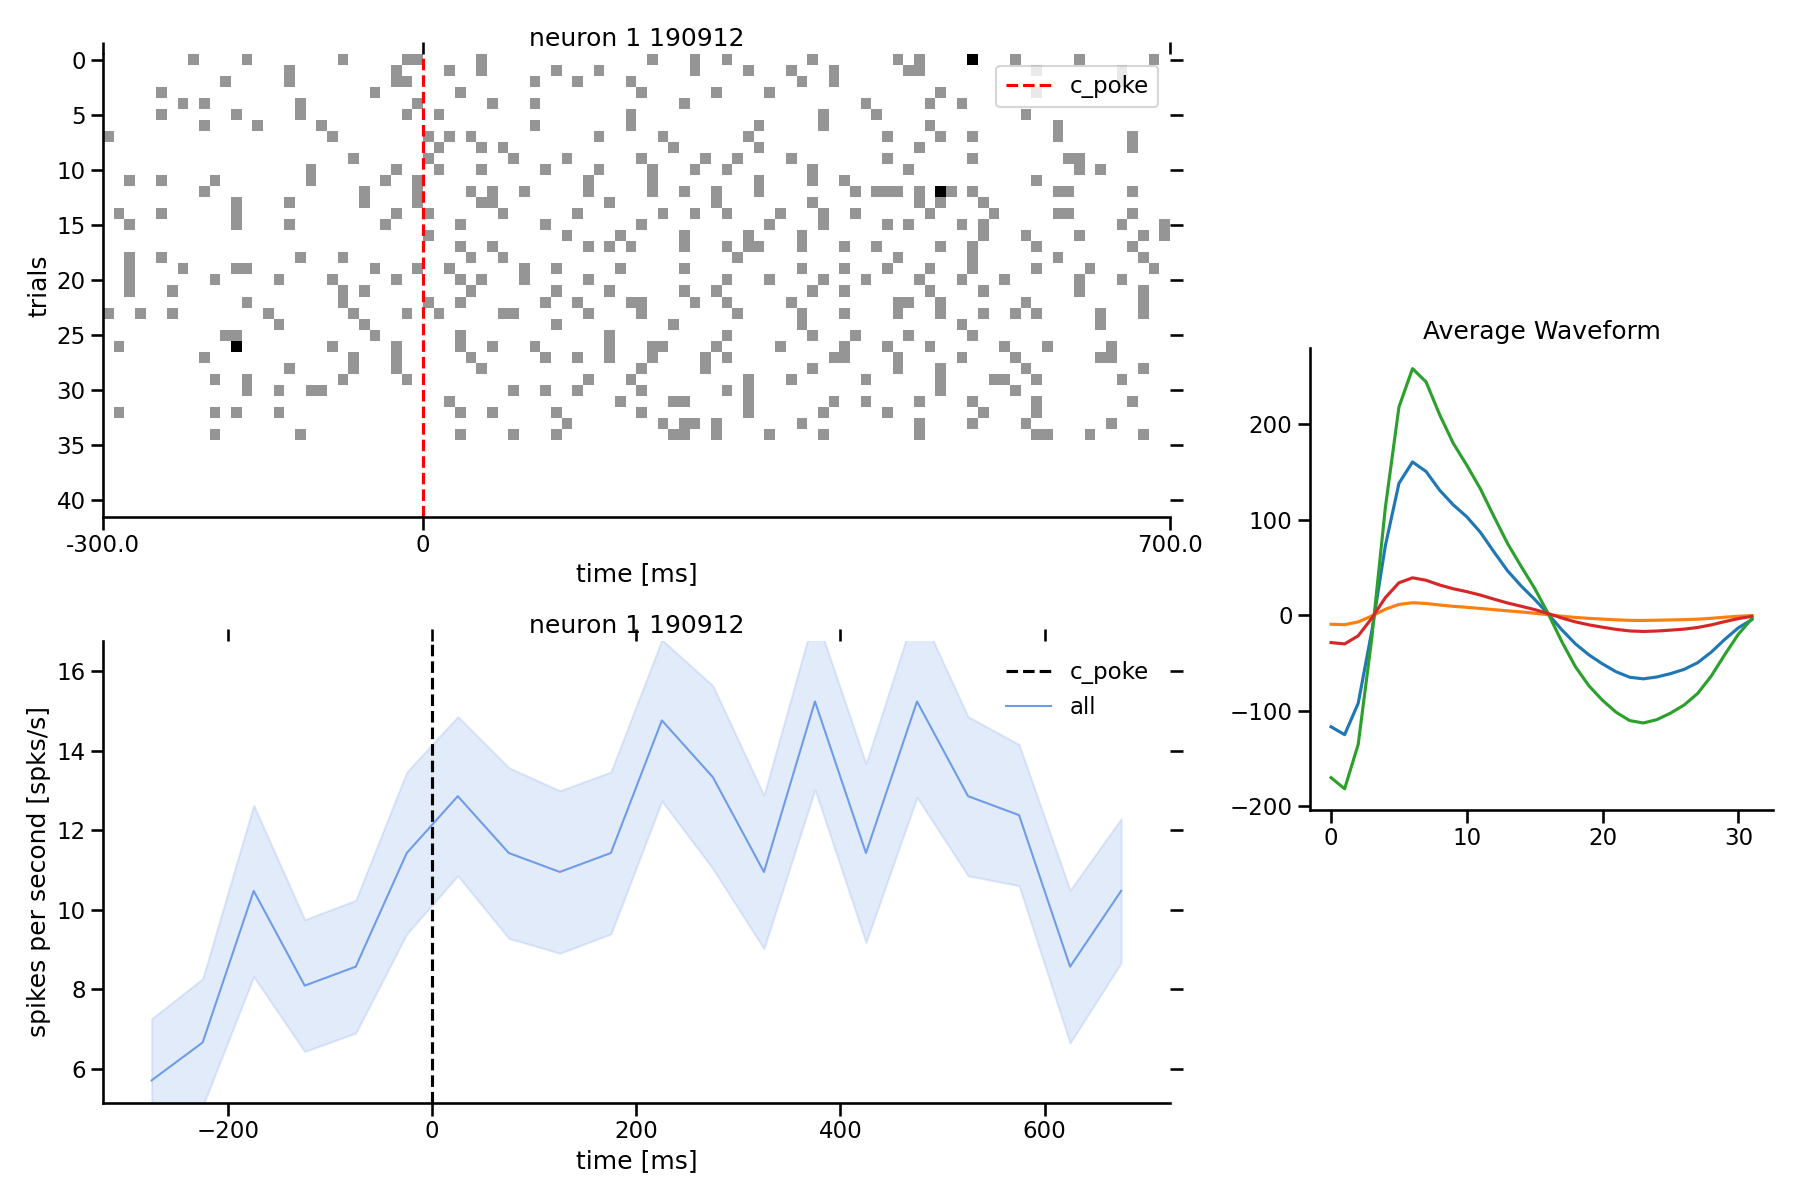 neuron 1 190912
0
5
10
15
20
25
30
35
40
trials
c_poke
-300.0 0 700.0
time [ms]
neuron 1 190912
16
14
12
10
8
6
spikes per second [spks/s]
c_poke
all
−200 0 200 400 600
time [ms]
Average Waveform
200
100
0
−100
−200
0 10 20 30